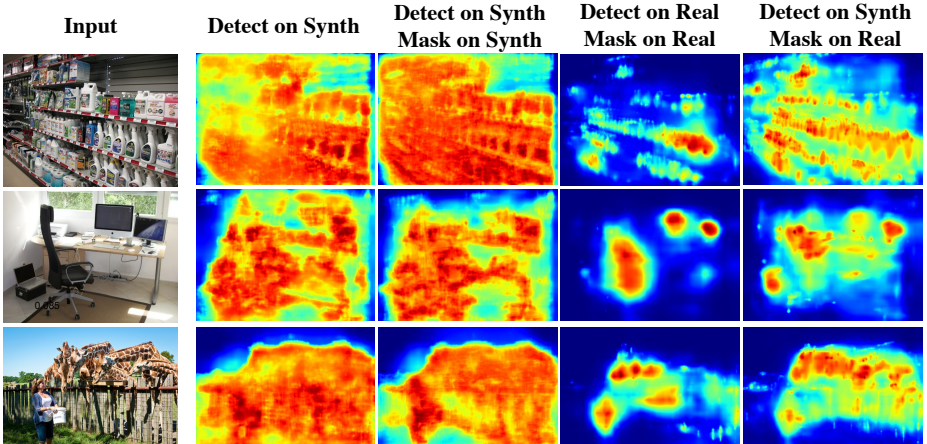 Input
Detect on Synth
Detect on Synth
Mask on Synth
Detect on Real
Mask on Real
Detect on Synth
Mask on Real